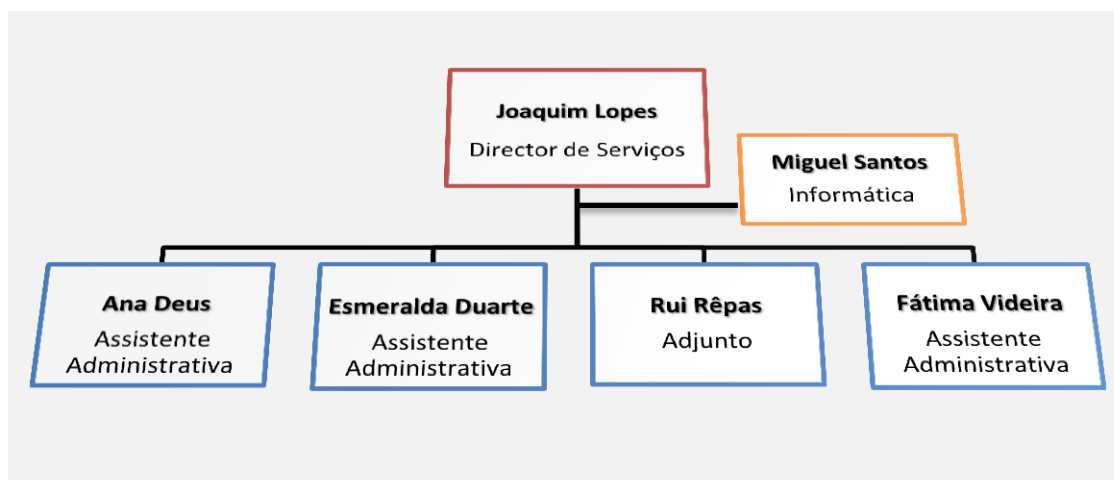 Joaquim Lopes
Director de Serviços
Miguel Santos
Informática
Ana Deus
Assistente
Administrativa
Esmeralda Duarte
Assistente
Administrativa
Rui Rêpas
Adjunto
Fátima Videira
Assistente
Administrativa